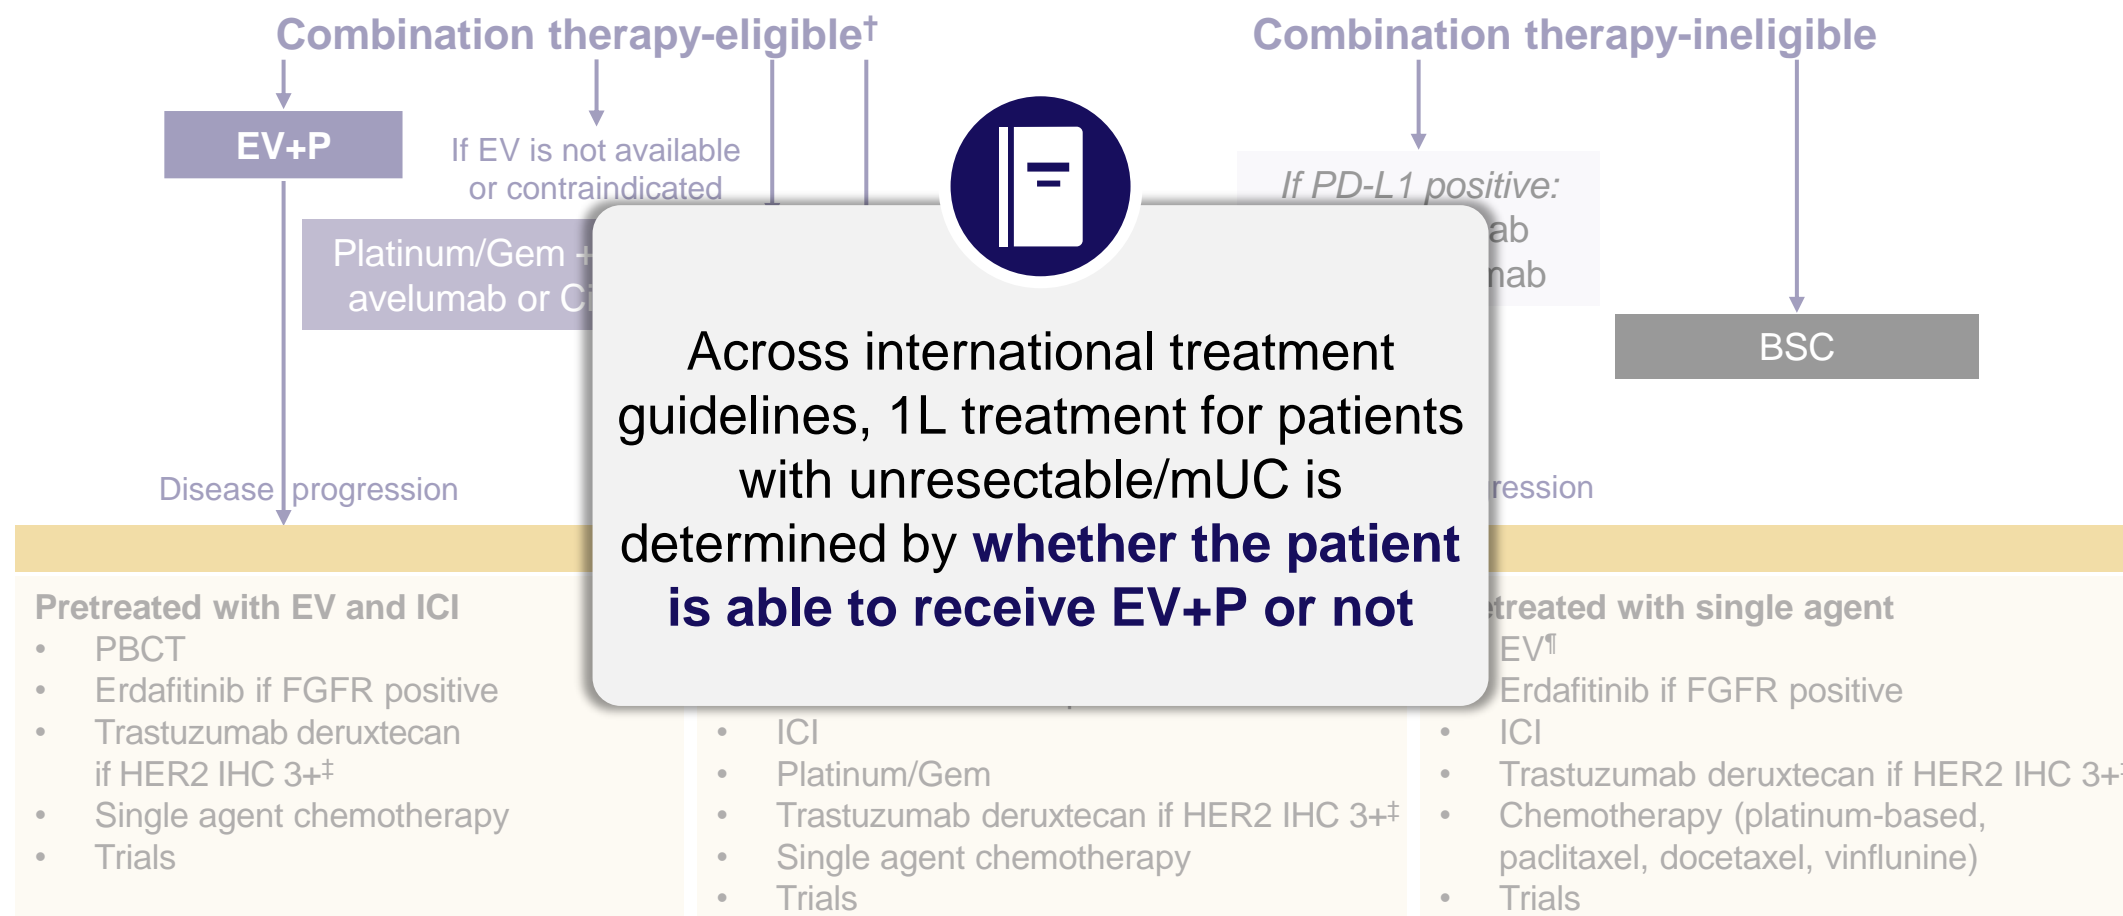 Combination therapy-eligible†
Combination therapy-ineligible
EV+P
If EV is not available
or contraindicated
If PD-L1 positive:
Platinum/Gem +
avelumab or
BSC
Across international treatment
guidelines, 1L treatment for patients
with unresectable/mUC is
determined by whether the patient
is able to receive EV+P or not
Disease progression
Pretreated with EV and ICI
• PBCT
• Erdafitinib if FGFR positive
• Trastuzumab deruxtecan
if HER2 IHC 3+‡
• Single agent chemotherapy
• Trials
• ICI
• Platinum/Gem
• Trastuzumab deruxtecan if HER2 IHC 3+‡
• Single agent chemotherapy
• Trials
with single agent
EV¶
Erdafitinib if FGFR positive
• ICI
• Trastuzumab deruxtecan if HER2 IHC 3+‡
• Chemotherapy (platinum-based,
paclitaxel, docetaxel, vinflunine)
• Trials